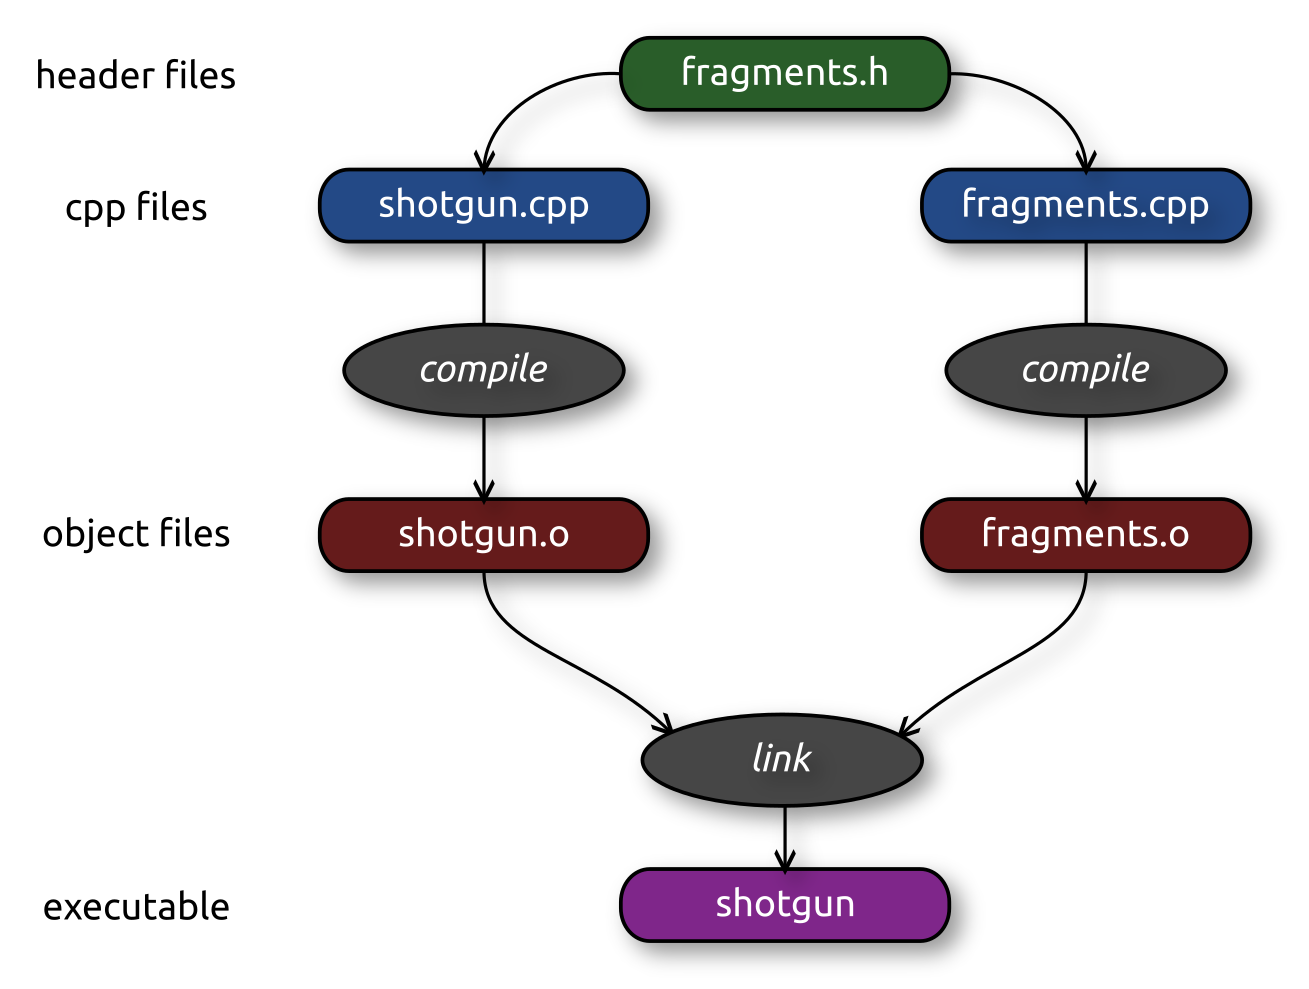 header files
fragments.h
cpp files
shotgun.cpp
fragments.cpp
compile
compile
object files
shotgun.o
fragments.o
link
executable
shotgun